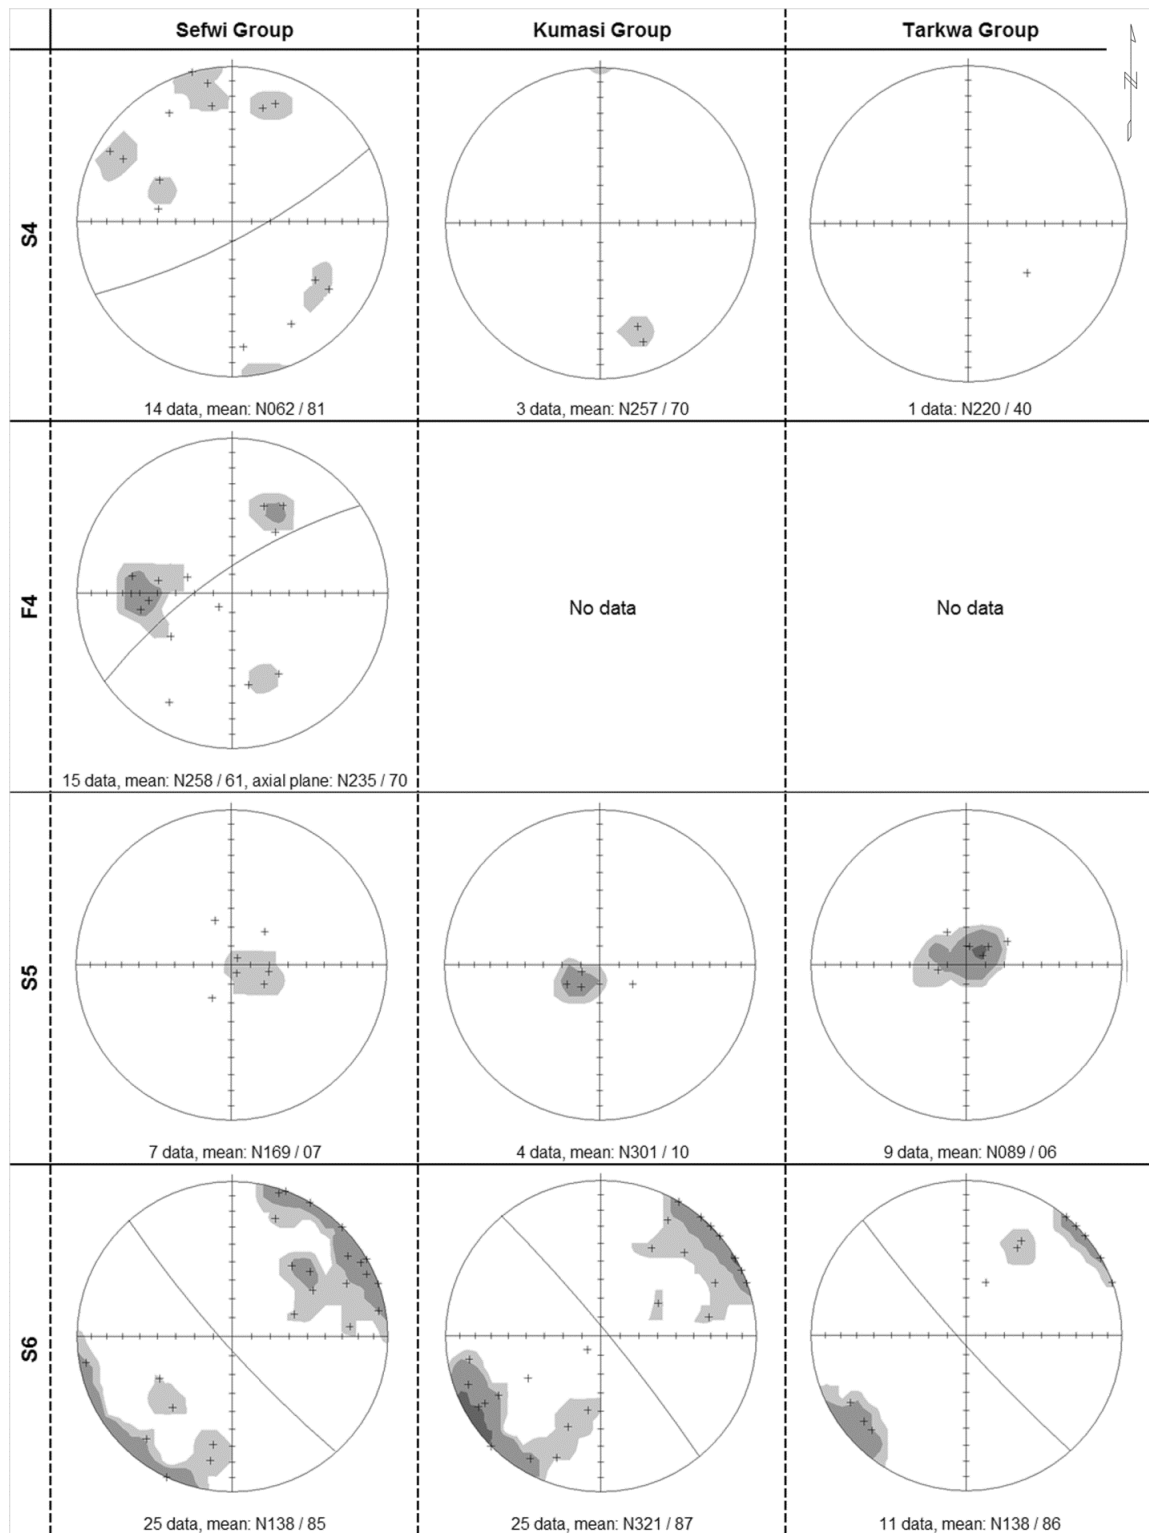 Sefwi Group Kumasi Group Tarkwa Group
N
S4
14 data, mean: N062 / 81 3 data, mean: N257 / 70 1 data: N220 / 40
F4
No data No data
15 data, mean: N258 / 61, axial plane: N235 / 70
S5
7 data, mean: N169 / 07 4 data, mean: N301 / 10 9 data, mean: N089 / 06
S6
25 data, mean: N138 / 85 25 data, mean: N321 / 87 11 data, mean: N138 / 86